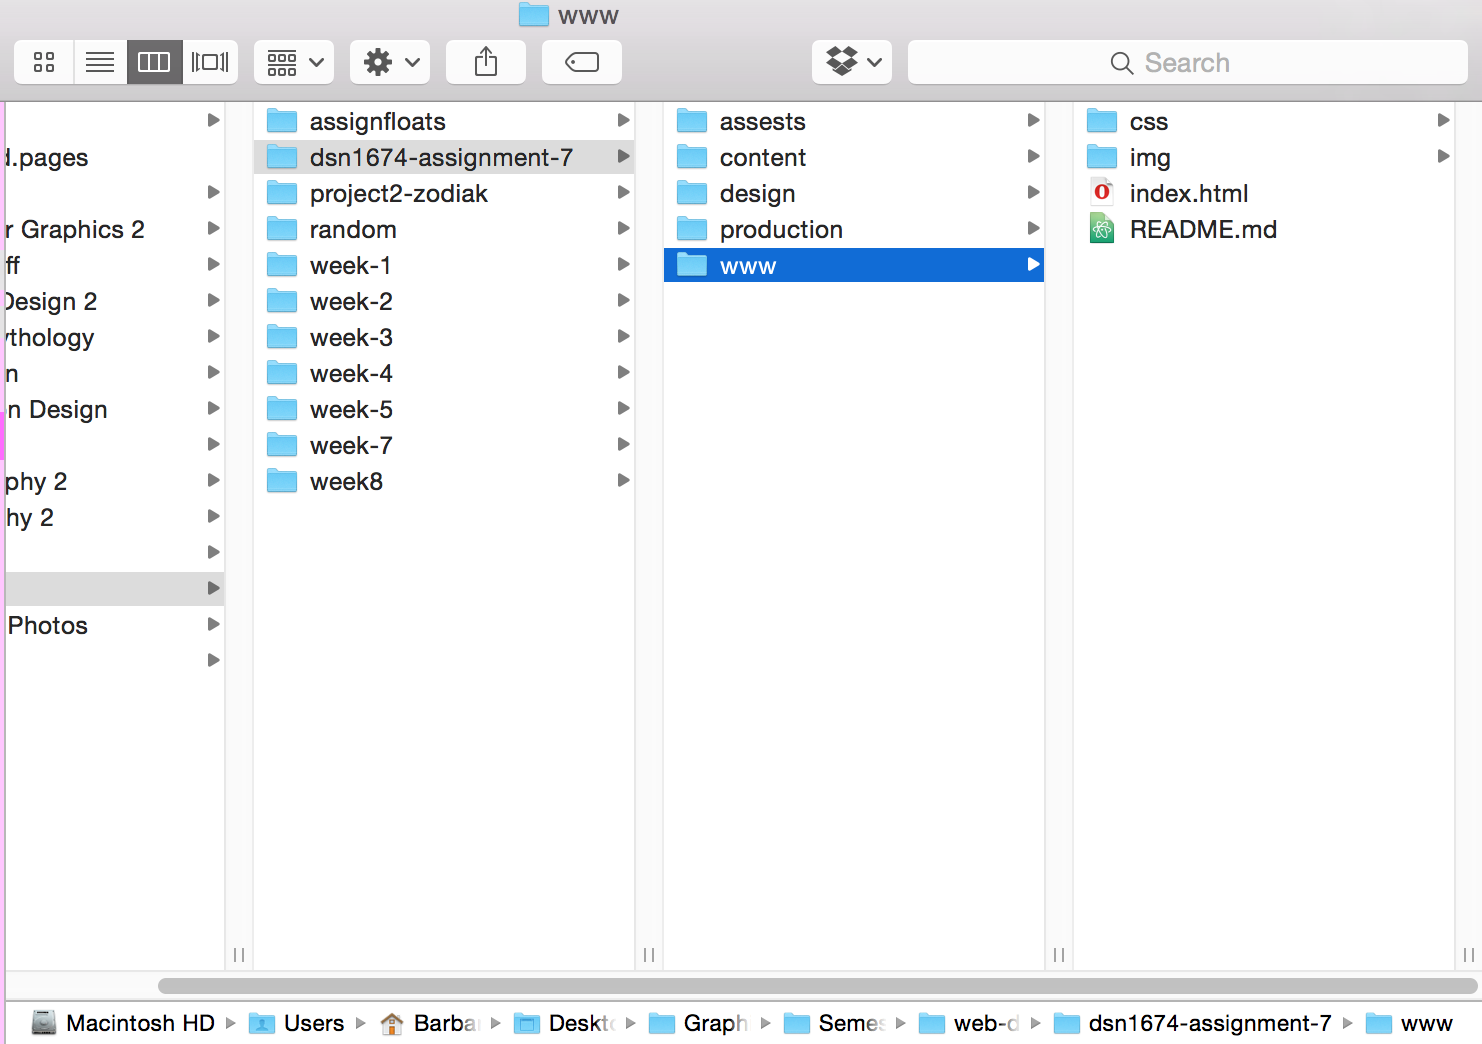 www
Search
d.pages
r Graphics 2
ff
Design 2
ythology
n
n Design
phy 2
hy 2
Photos
assignfloats
dsn1674-assignment-7
project2-zodiak
random
week-1
week-2
week-3
week-4
week-5
week-7
week8
assests
content
design
production
www
css
img
index.html
README.md
Macintosh HD Users Barba Deskto Graph Semes web-d dsn1674-assignment-7 www